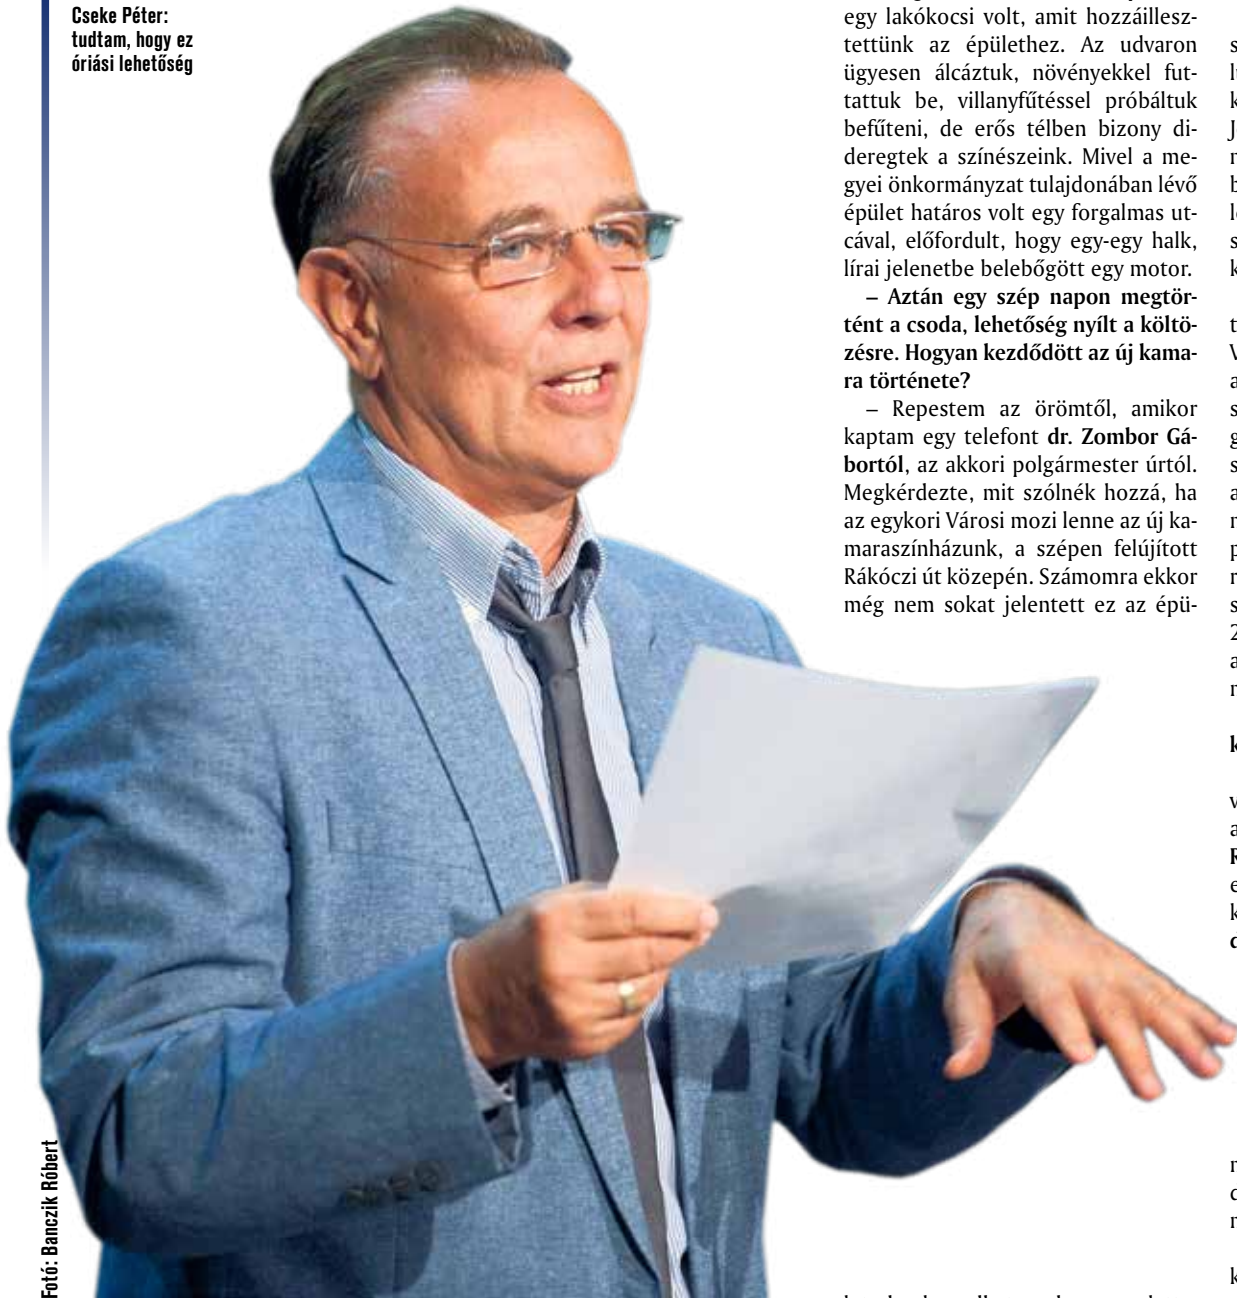 Cseke Péter:
tudtam, hogy ez
óriási lehetőség
egy lakókocsi volt, amit hozzáillesz-
tettünk az épülethez. Az udvaron
ügyesen álcáztuk, növényekkel fut-
tattuk be, villanyfűtéssel próbáltuk
befűteni, de erős télben bizony di-
deregtek a színészeink. Mivel a me-
gyei önkormányzat tulajdonában lévő
épület határos volt egy forgalmas ut-
cával, előfordult, hogy egy-egy halk,
lírai jelenetbe belebőgött egy motor.
– Aztán egy szép napon megtör-
tént a csoda, lehetőség nyílt a költö-
zésre. Hogyan kezdődött az új kama-
ra története?
– Repestem az örömtől, amikor
kaptam egy telefont dr. Zombor Gá-
bortól, az akkori polgármester úrtól.
Megkérdezte, mit szólnék hozzá, ha
az egykori Városi mozi lenne az új ka-
maraszínházunk, a szépen felújított
Rákóczi út közepén. Számomra ekkor
még nem sokat jelentett ez az épü-
Fotó: Banczik Róbert